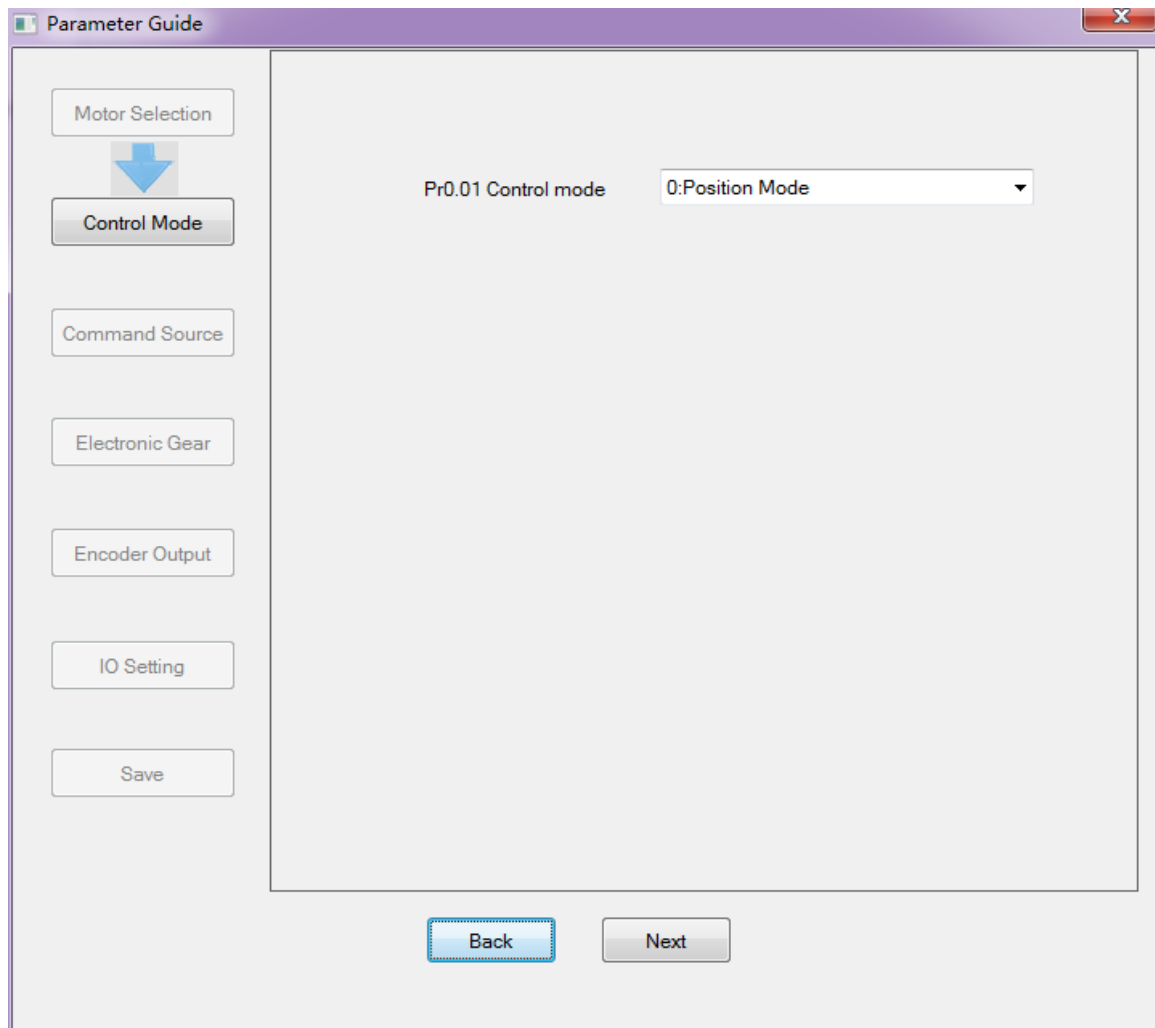 Parameter Guide
Motor Selection
Control Mode
Command Source
Electronic Gear
Encoder Output
IO Setting
Save
Pr0.01 Control mode 0:Position Mode
Back Next